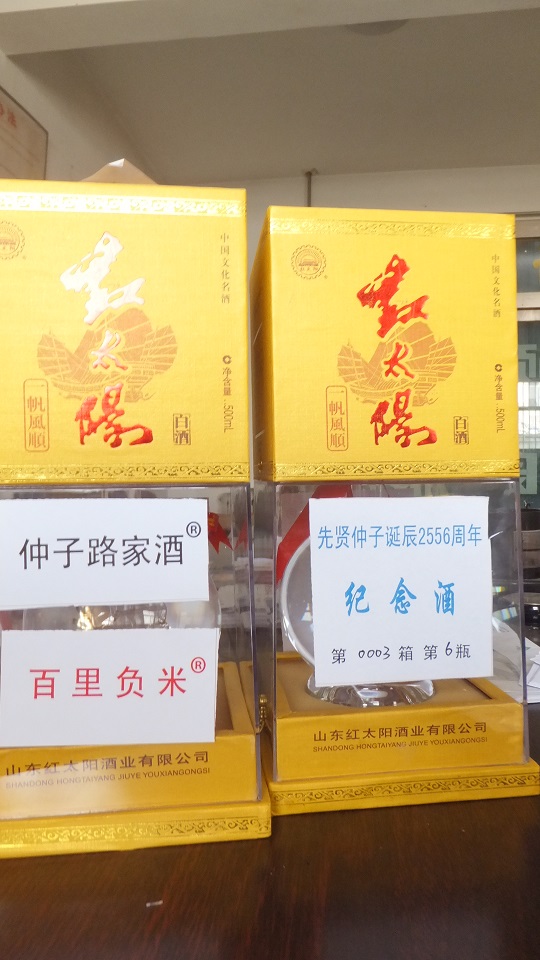 中国文化名酒
红太陽
一帆風順
净含量:500mL
白酒
仲子路家酒®
百里负米®
山东红太阳酒业有限公司
SHANDONG HONGTAIYANG JIUYE YOUXIANGONGSI
中国文化名酒
红太陽
一帆風順
净含量:500mL
白酒
先贤仲子诞辰2556周年
纪念酒
第 0003 箱 第 6 瓶
山东红太阳酒业有限公司
SHANDONG HONGTAIYANG JIUYE YOUXIANGONGSI